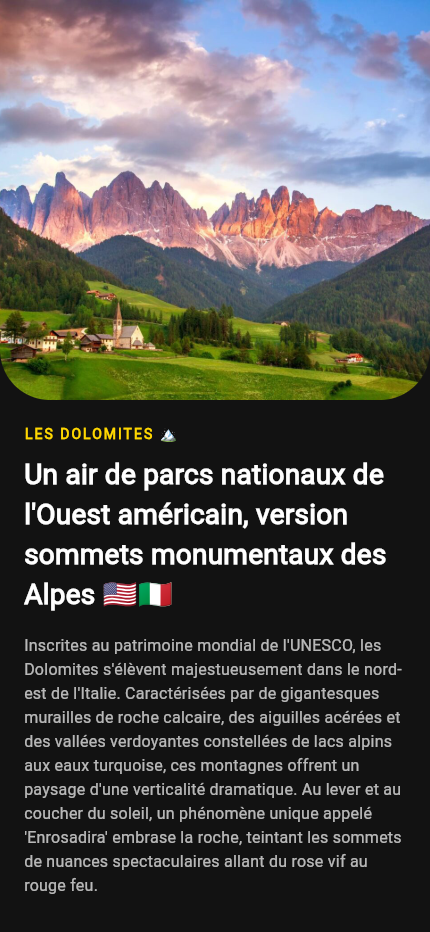 LES DOLOMITES 🏔️
Un air de parcs nationaux de
l'Ouest américain, version
sommets monumentaux des
Alpes 🇺🇸🇮🇹
Inscrites au patrimoine mondial de l'UNESCO, les
Dolomites s'élèvent majestueusement dans le nord-
est de l'Italie. Caractérisées par de gigantesques
murailles de roche calcaire, des aiguilles acérées et
des vallées verdoyantes constellées de lacs alpins
aux eaux turquoise, ces montagnes offrent un
paysage d'une verticalité dramatique. Au lever et au
coucher du soleil, un phénomène unique appelé
'Enrosadira' embrase la roche, teintant les sommets
de nuances spectaculaires allant du rose vif au
rouge feu.